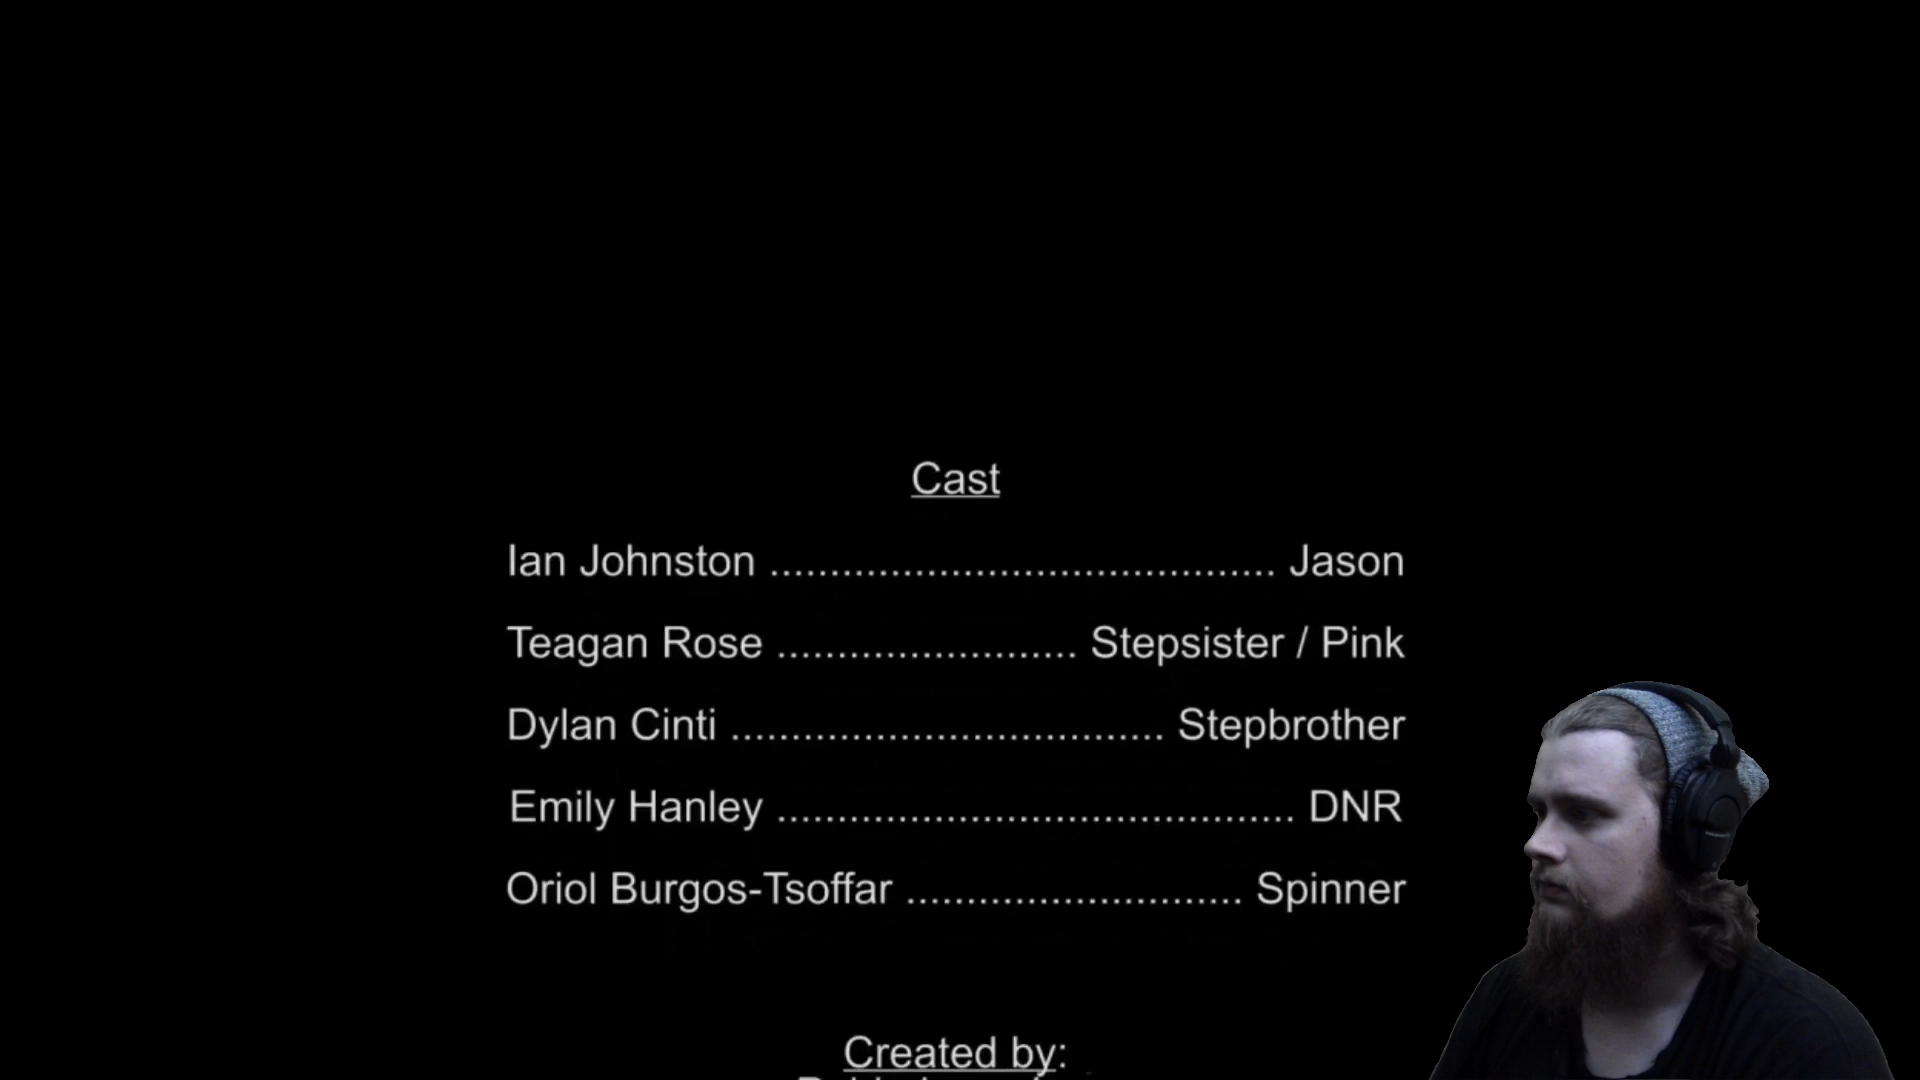 Cast
Ian Johnston .......................................... Jason
Teagan Rose ......................... Stepsister / Pink
Dylan Cinti .................................... Stepbrother
Emily Hanley ........................................... DNR
Oriol Burgos-Tsoffar ............................ Spinner
Created by: